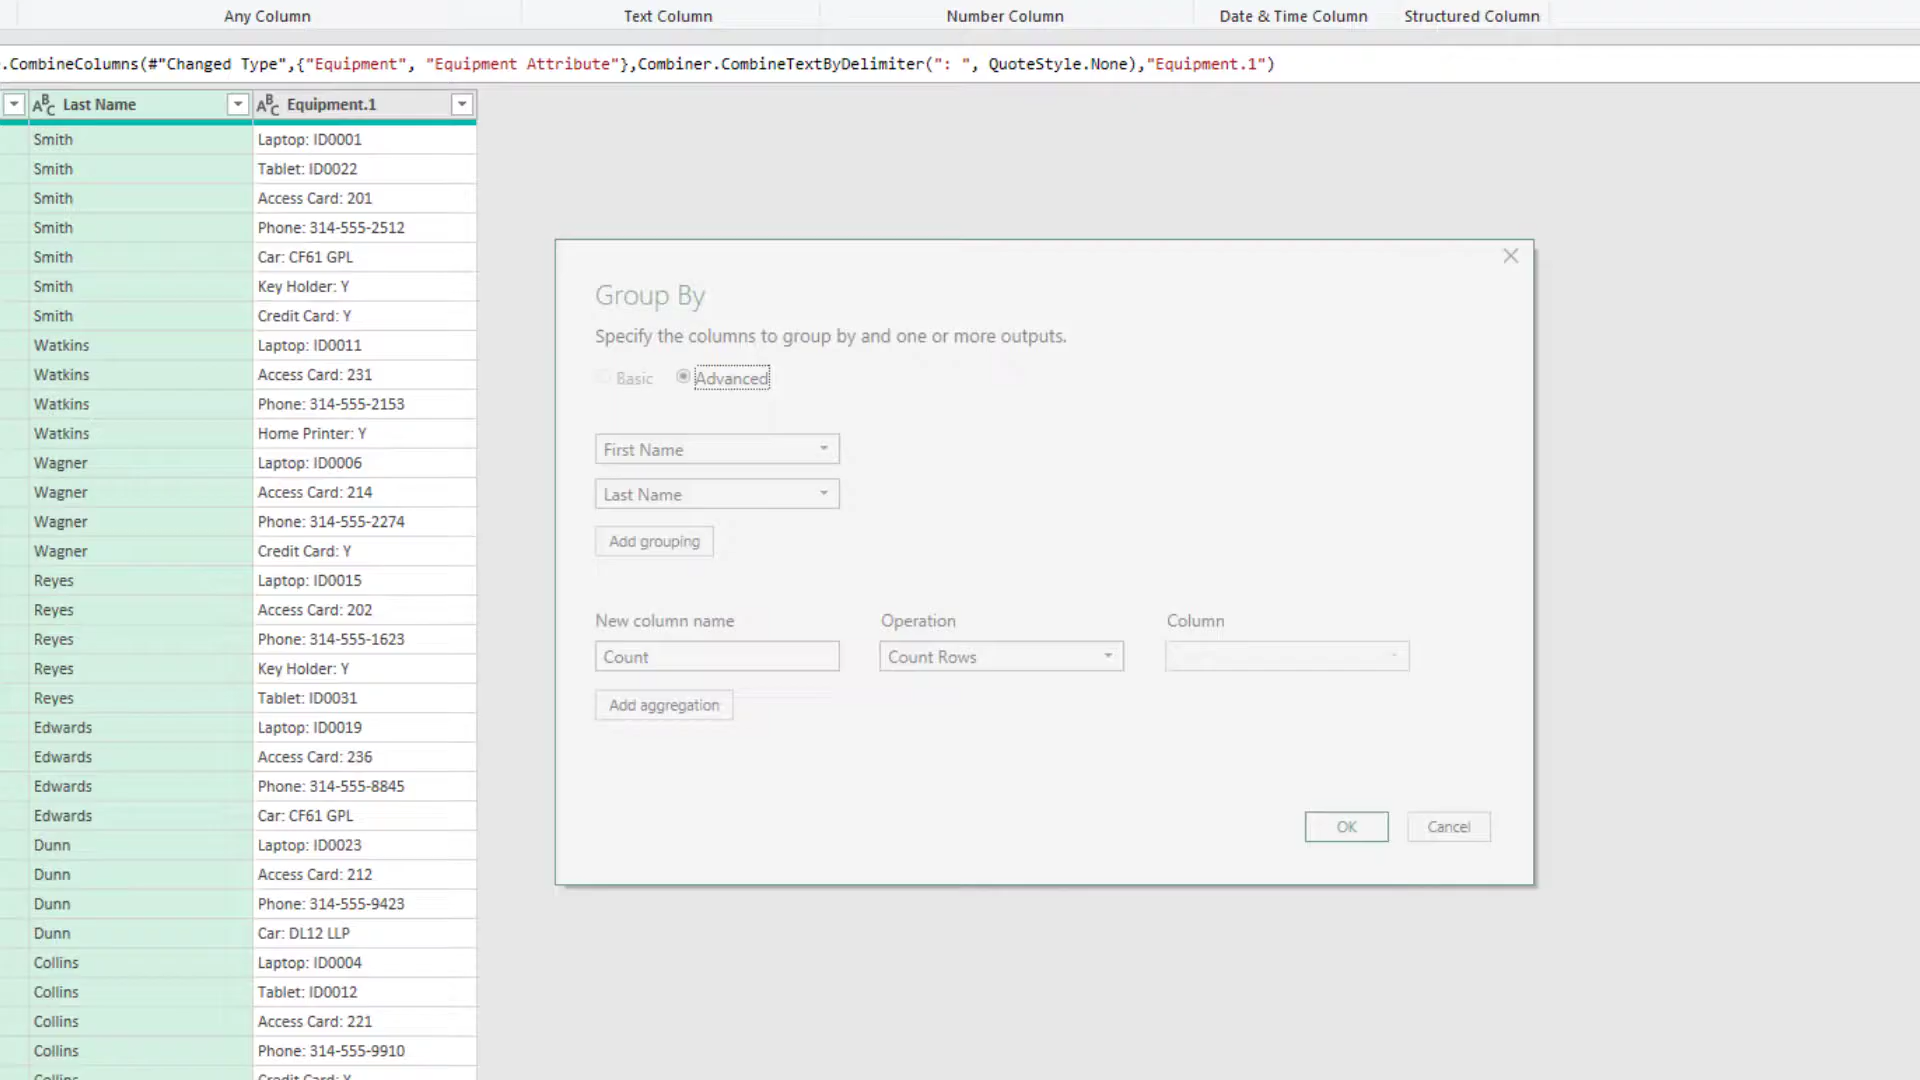 Any Column
Text Column
Number Column
Date & Time Column
Structured Column
.CombineColumns(#"Changed Type",{"Equipment", "Equipment Attribute"},Combiner.CombineTextByDelimiter(": ", QuoteStyle.None),"Equipment.1")
ABC Last Name
ABC Equipment.1
Smith Laptop: ID0001
Smith Tablet: ID0022
Smith Access Card: 201
Smith Phone: 314-555-2512
Smith Car: CF61 GPL
Smith Key Holder: Y
Smith Credit Card: Y
Watkins Laptop: ID0011
Watkins Access Card: 231
Watkins Phone: 314-555-2153
Watkins Home Printer: Y
Wagner Laptop: ID0006
Wagner Access Card: 214
Wagner Phone: 314-555-2274
Wagner Credit Card: Y
Reyes Laptop: ID0015
Reyes Access Card: 202
Reyes Phone: 314-555-1623
Reyes Key Holder: Y
Reyes Tablet: ID0031
Edwards Laptop: ID0019
Edwards Access Card: 236
Edwards Phone: 314-555-8845
Edwards Car: CF61 GPL
Dunn Laptop: ID0023
Dunn Access Card: 212
Dunn Phone: 314-555-9423
Dunn Car: DL12 LLP
Collins Laptop: ID0004
Collins Tablet: ID0012
Collins Access Card: 221
Collins Phone: 314-555-9910
Collins Credit Card: Y
Group By
Specify the columns to group by and one or more outputs.
Basic
Advanced
First Name
Last Name
Add grouping
New column name
Operation
Column
Count
Count Rows
Add aggregation
OK
Cancel